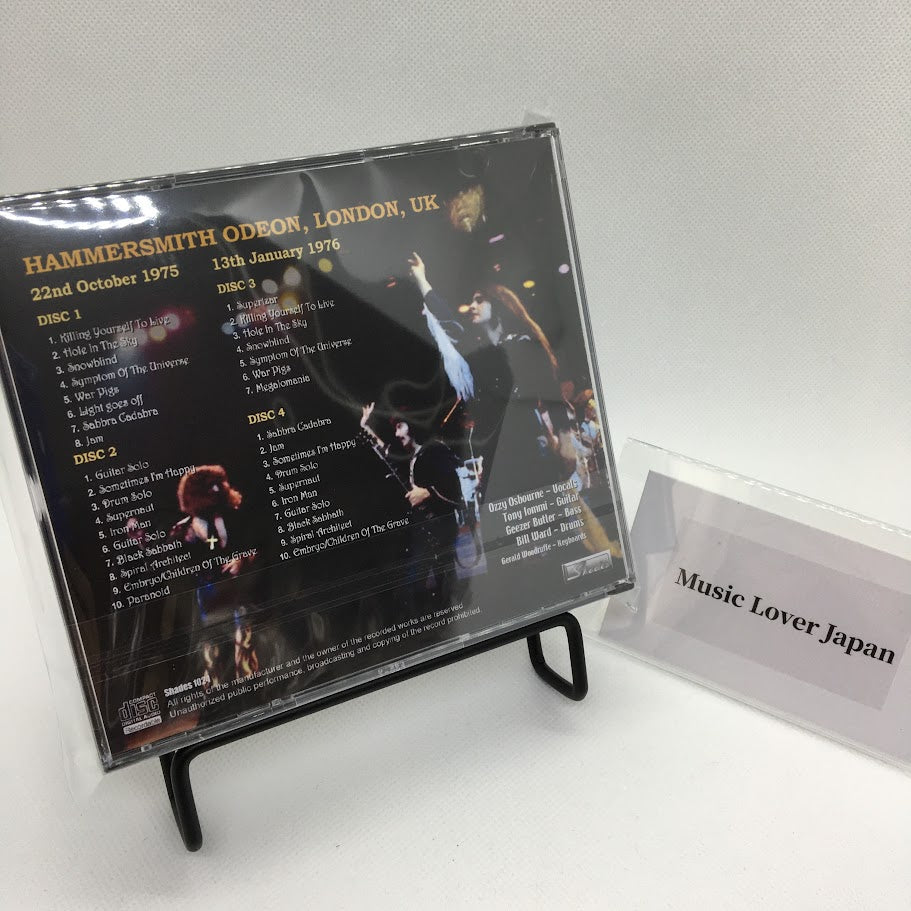 HAMMERSMITH ODEON, LONDON, UK
22nd October 1975
DISC 1
1. Killing Yourself To Live
2. Hole In The Sky
3. Snowblind
4. Symptom Of The Universe
5. War Pigs
6. Light goes off
7. Sabbra Cadabra
8. Jam
DISC 2
1. Guitar Solo
2. Sometimes I'm Happy
3. Drum Solo
4. Supernaut
5. Iron Man
6. Guitar Solo
7. Black Sabbath
8. Spiral Architect
9. Embryo/Children Of The Grave
10. Paranoid
13th January 1976
DISC 3
1. Supertzar
2. Killing Yourself To Live
3. Hole In The Sky
4. Snowblind
5. Symptom Of The Universe
6. War Pigs
7. Megalomania
DISC 4
1. Sabbra Cadabra
2. Jam
3. Sometimes I'm Happy
4. Drum Solo
5. Supernaut
6. Iron Man
7. Guitar Solo
8. Black Sabbath
9. Spiral Architect
10. Embryo/Children Of The Grave
Ozzy Osbourne – Vocals
Tony Iommi – Guitar
Geezer Butler – Bass
Bill Ward – Drums
Gerald Woodruffe – Keyboards
Shades
COMPACT
disc
DIGITAL AUDIO
Recordable
Shades 1024
All rights of the manufacturer and the owner of the recorded works are reserved.
Unauthorized public performance, broadcasting and copying of the record prohibited.
Music Lover Japan